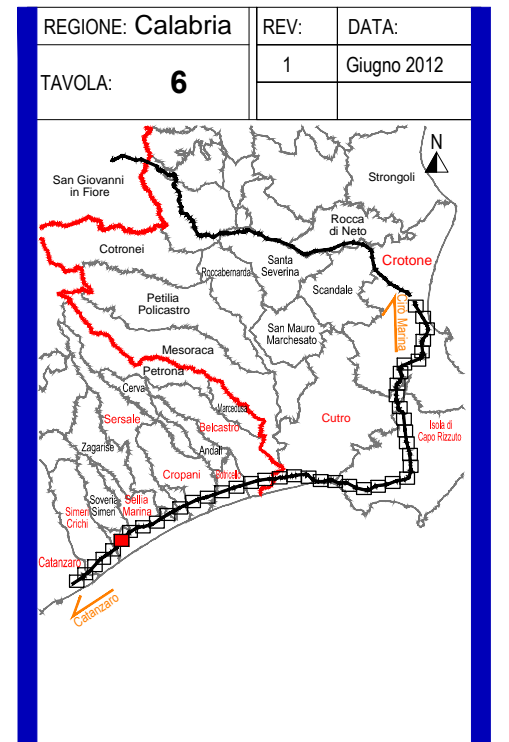 REGIONE: Calabria
REV:
DATA:
TAVOLA: 6
1
Giugno 2012
N
San Giovanni
in Fiore
Strongoli
Rocca
di Neto
Cotronei
Crotone
Santa
Severina
Roccabernarda
Scandale
Petilia
Policastro
Cirò Marina
San Mauro
Marchesato
Mesoraca
Petrona
Cerva
Marcedusa
Sersale
Cutro
Belcastro
Isola di
Capo Rizzuto
Zagarise
Andali
Cropani
Botricello
Soveria
Simeri
Sellia
Marina
Simeri
Crichi
Catanzaro
Catanzaro